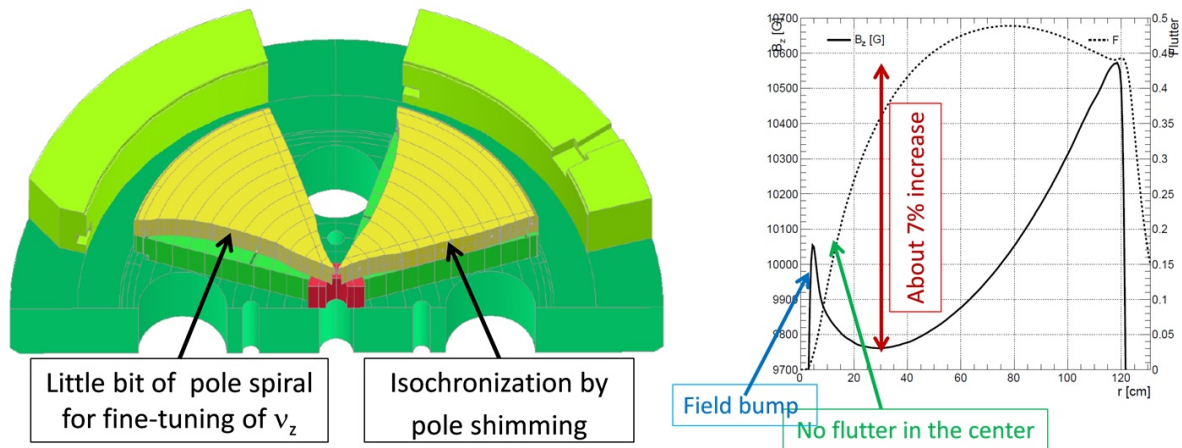 Little bit of pole spiral
for fine-tuning of νz
Isochronization by
pole shimming
Bz [G]
F
Bz [G]
10700
10600
10500
10400
10300
10200
10100
10000
9900
9800
9700
Flutter
0.5
0.45
0.4
0.35
0.3
0.25
0.2
0.15
0.1
0.05
0
0
20
40
60
80
100
120
r [cm]
About 7% increase
Field bump
No flutter in the center